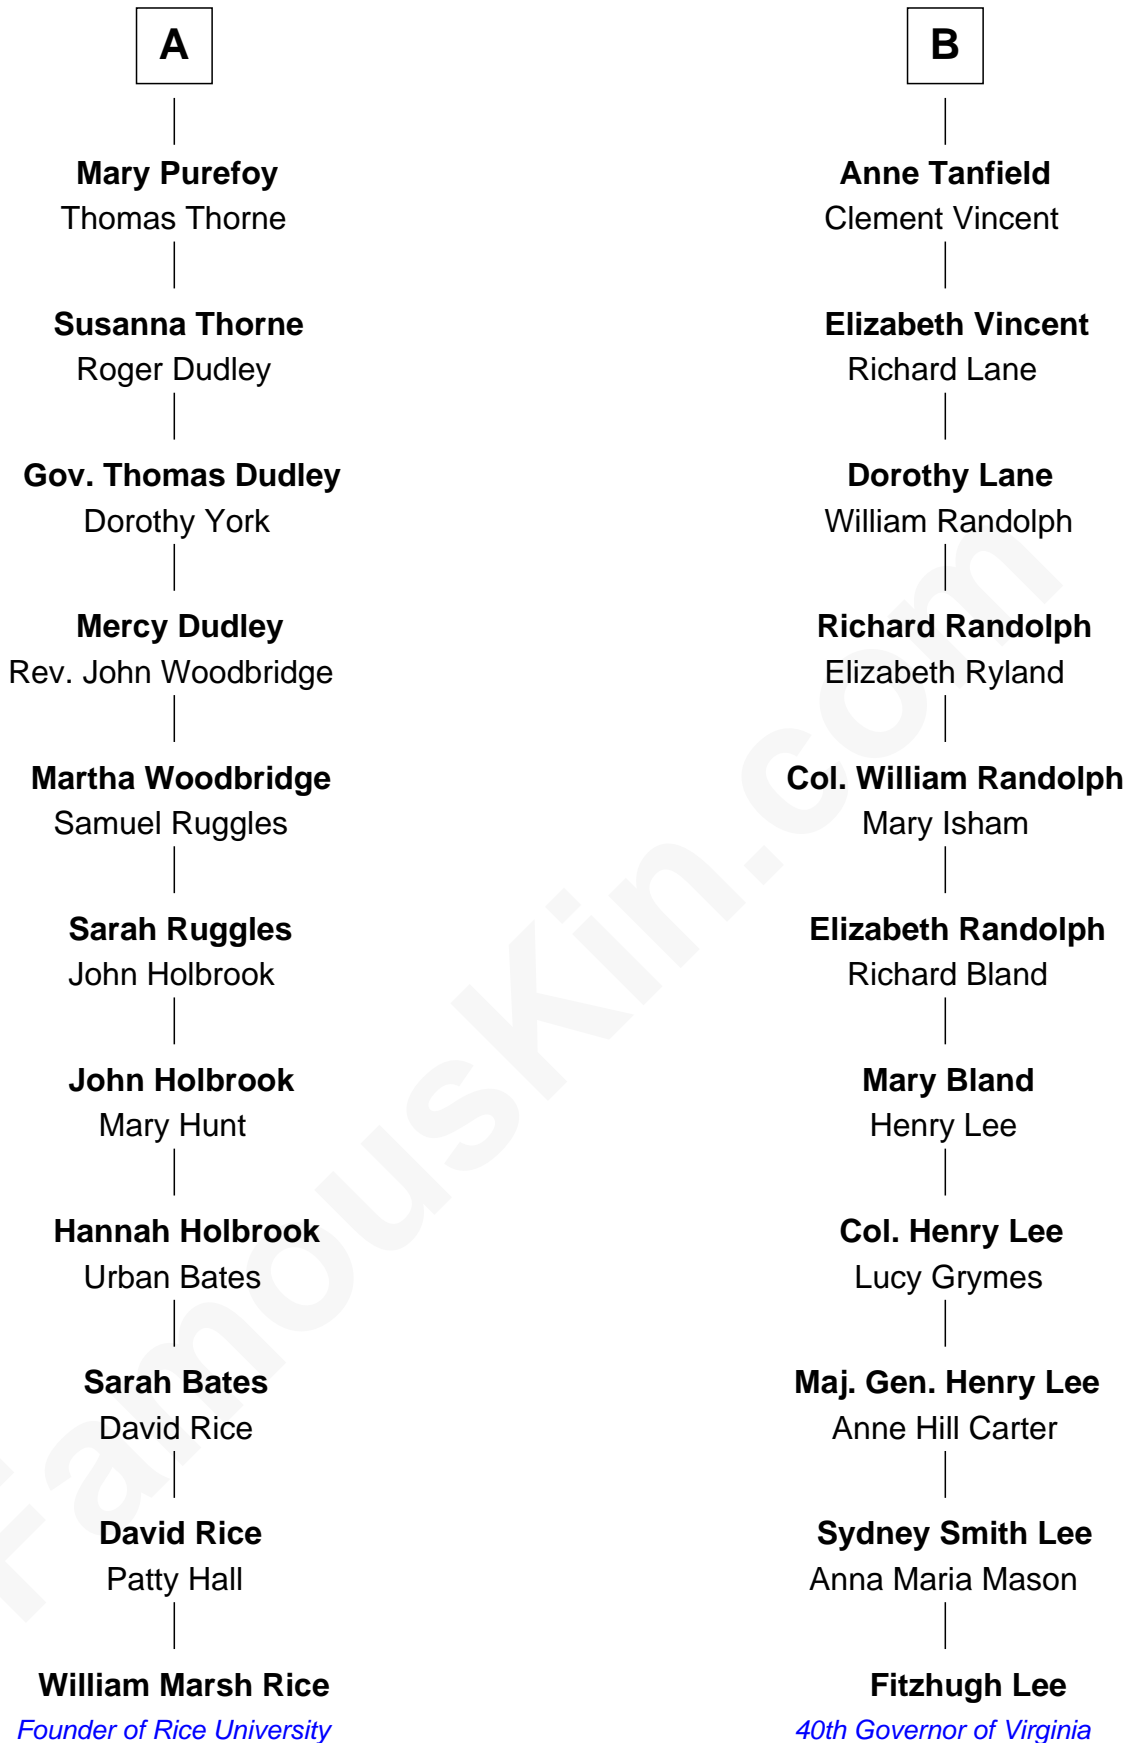 A
Mary Purefoy
Thomas Thorne
Susanna Thorne
Roger Dudley
Gov. Thomas Dudley
Dorothy York
Mercy Dudley
Rev. John Woodbridge
Martha Woodbridge
Samuel Ruggles
Sarah Ruggles
John Holbrook
John Holbrook
Mary Hunt
Hannah Holbrook
Urban Bates
Sarah Bates
David Rice
David Rice
Patty Hall
William Marsh Rice
Founder of Rice University
B
Anne Tanfield
Clement Vincent
Elizabeth Vincent
Richard Lane
Dorothy Lane
William Randolph
Richard Randolph
Elizabeth Ryland
Col. William Randolph
Mary Isham
Elizabeth Randolph
Richard Bland
Mary Bland
Henry Lee
Col. Henry Lee
Lucy Grymes
Maj. Gen. Henry Lee
Anne Hill Carter
Sydney Smith Lee
Anna Maria Mason
Fitzhugh Lee
40th Governor of Virginia
FamousKin.com